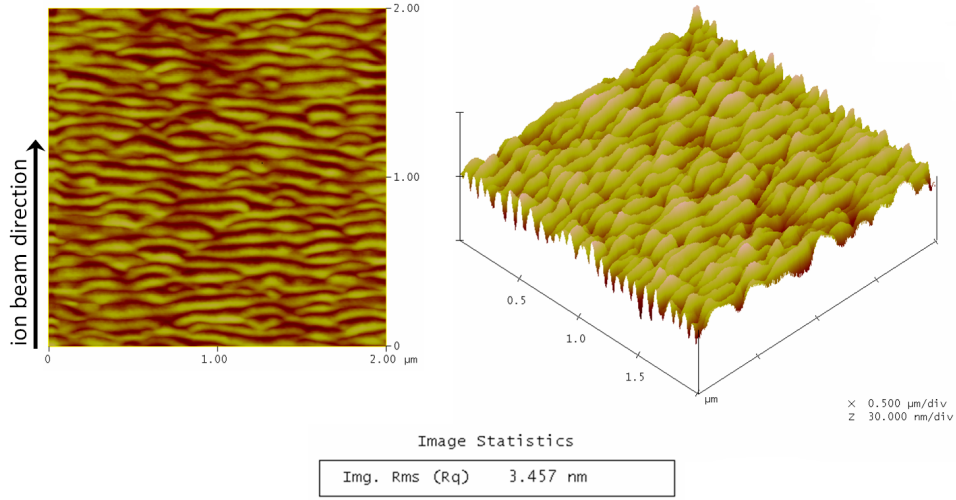 2.00
1.00
0
0
1.00
2.00 µm
ion beam direction
0.5
1.0
1.5
µm
X 0.500 µm/div
Z 30.000 nm/div
Image Statistics
Img. Rms (Rq) 3.457 nm